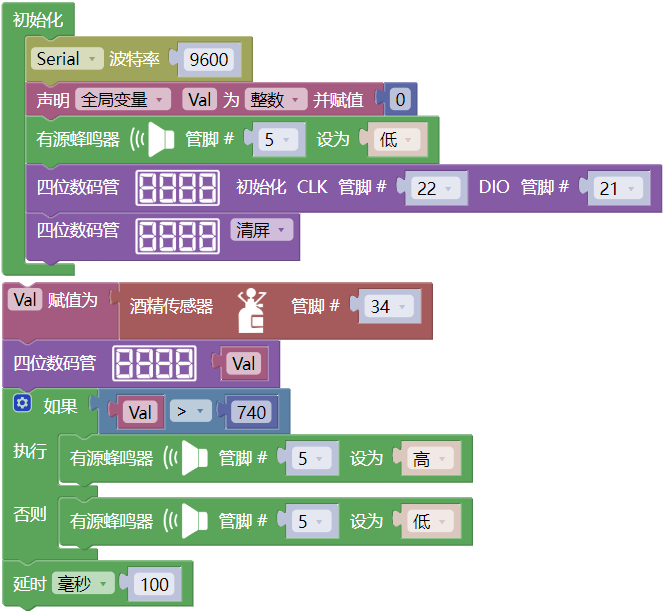 初始化
Serial 波特率 9600
声明 全局变量 Val 为 整数 并赋值 0
有源蜂鸣器 管脚 # 5 设为 低
四位数码管 初始化 CLK 管脚 # 22 DIO 管脚 # 21
四位数码管 清屏
Val 赋值为 酒精传感器 管脚 # 34
四位数码管 Val
如果 Val > 740
执行 有源蜂鸣器 管脚 # 5 设为 高
否则 有源蜂鸣器 管脚 # 5 设为 低
延时 毫秒 100